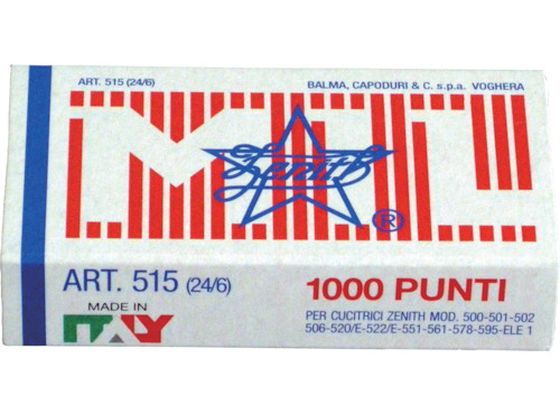 ART. 515 (24/6)
BALMA, CAPODURI & C. s.p.a. VOGHERA
Zenith
®
ART. 515 (24/6)
1000 PUNTI
MADE IN
ITALY
PER CUCITRICI ZENITH MOD. 500-501-502
506-520/E-522/E-551-561-578-595-ELE 1